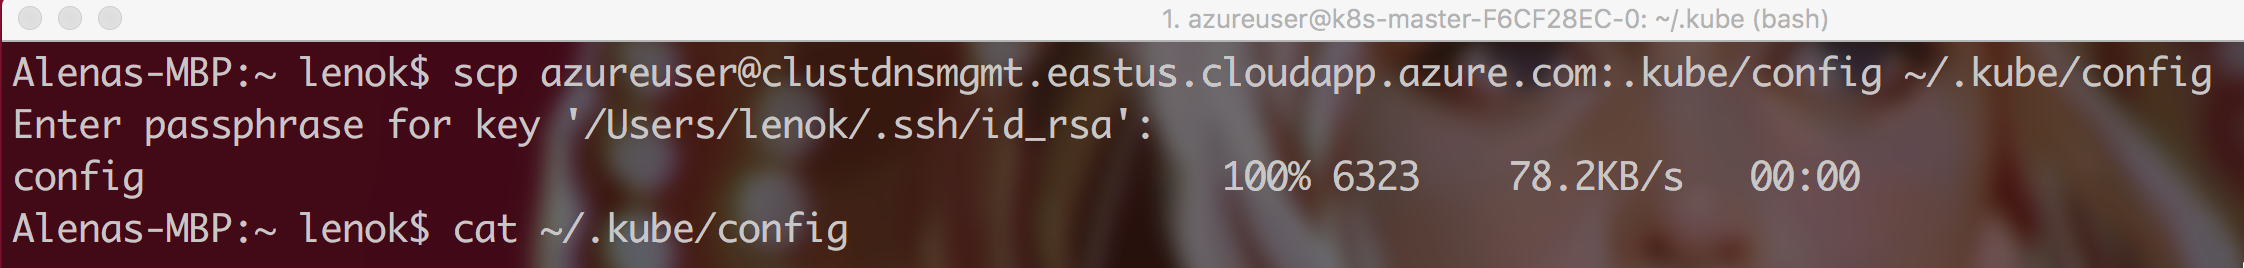 1. azureuser@k8s-master-F6CF28EC-0: ~/.kube (bash)
Alenas-MBP:~ lenok$ scp azureuser@clustdnsmgmt.eastus.cloudapp.azure.com:.kube/config ~/.kube/config
Enter passphrase for key '/Users/lenok/.ssh/id_rsa':
config 100% 6323 78.2KB/s 00:00
Alenas-MBP:~ lenok$ cat ~/.kube/config